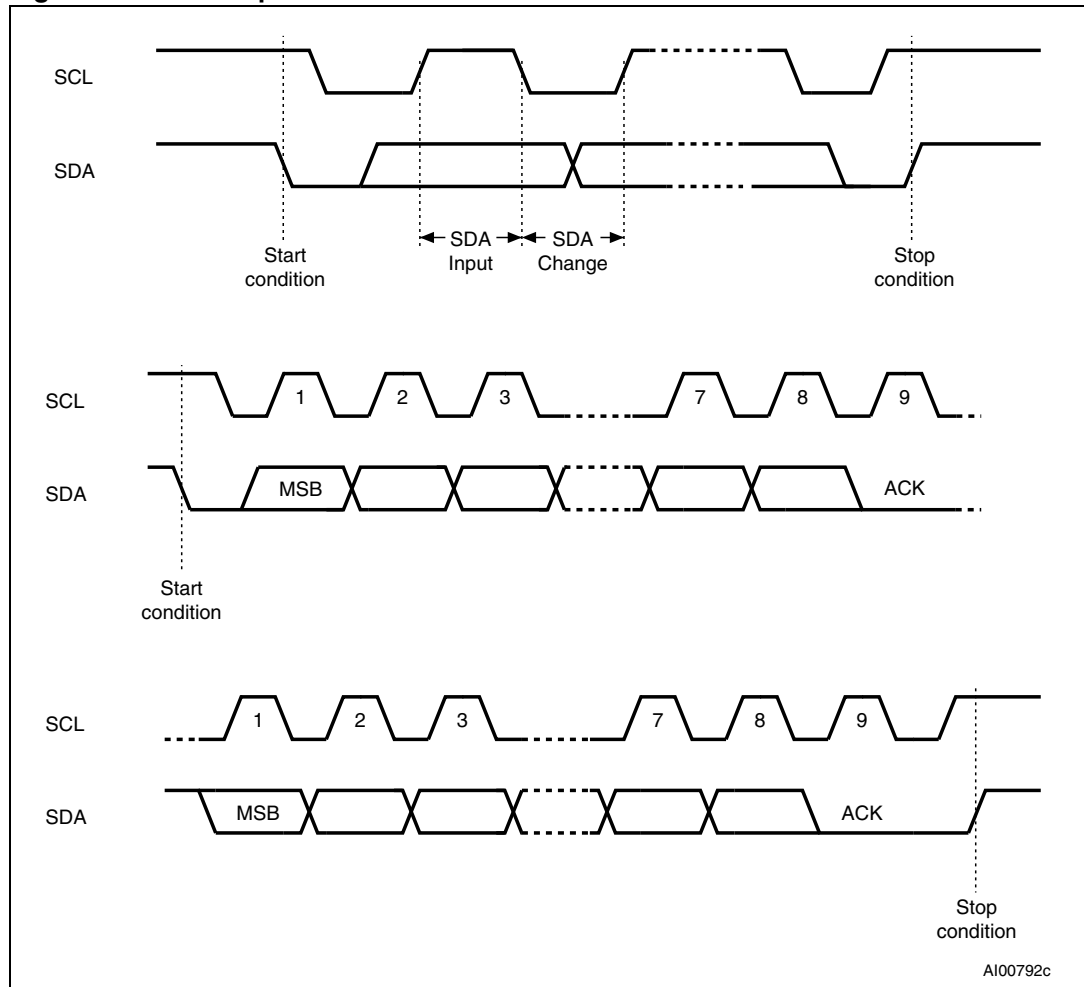 SCL
SDA
Start
condition
SDA
Input
SDA
Change
Stop
condition
SCL
1 2 3 7 8 9
SDA
MSB ACK
Start
condition
SCL
1 2 3 7 8 9
SDA
MSB ACK
Stop
condition
AI00792c